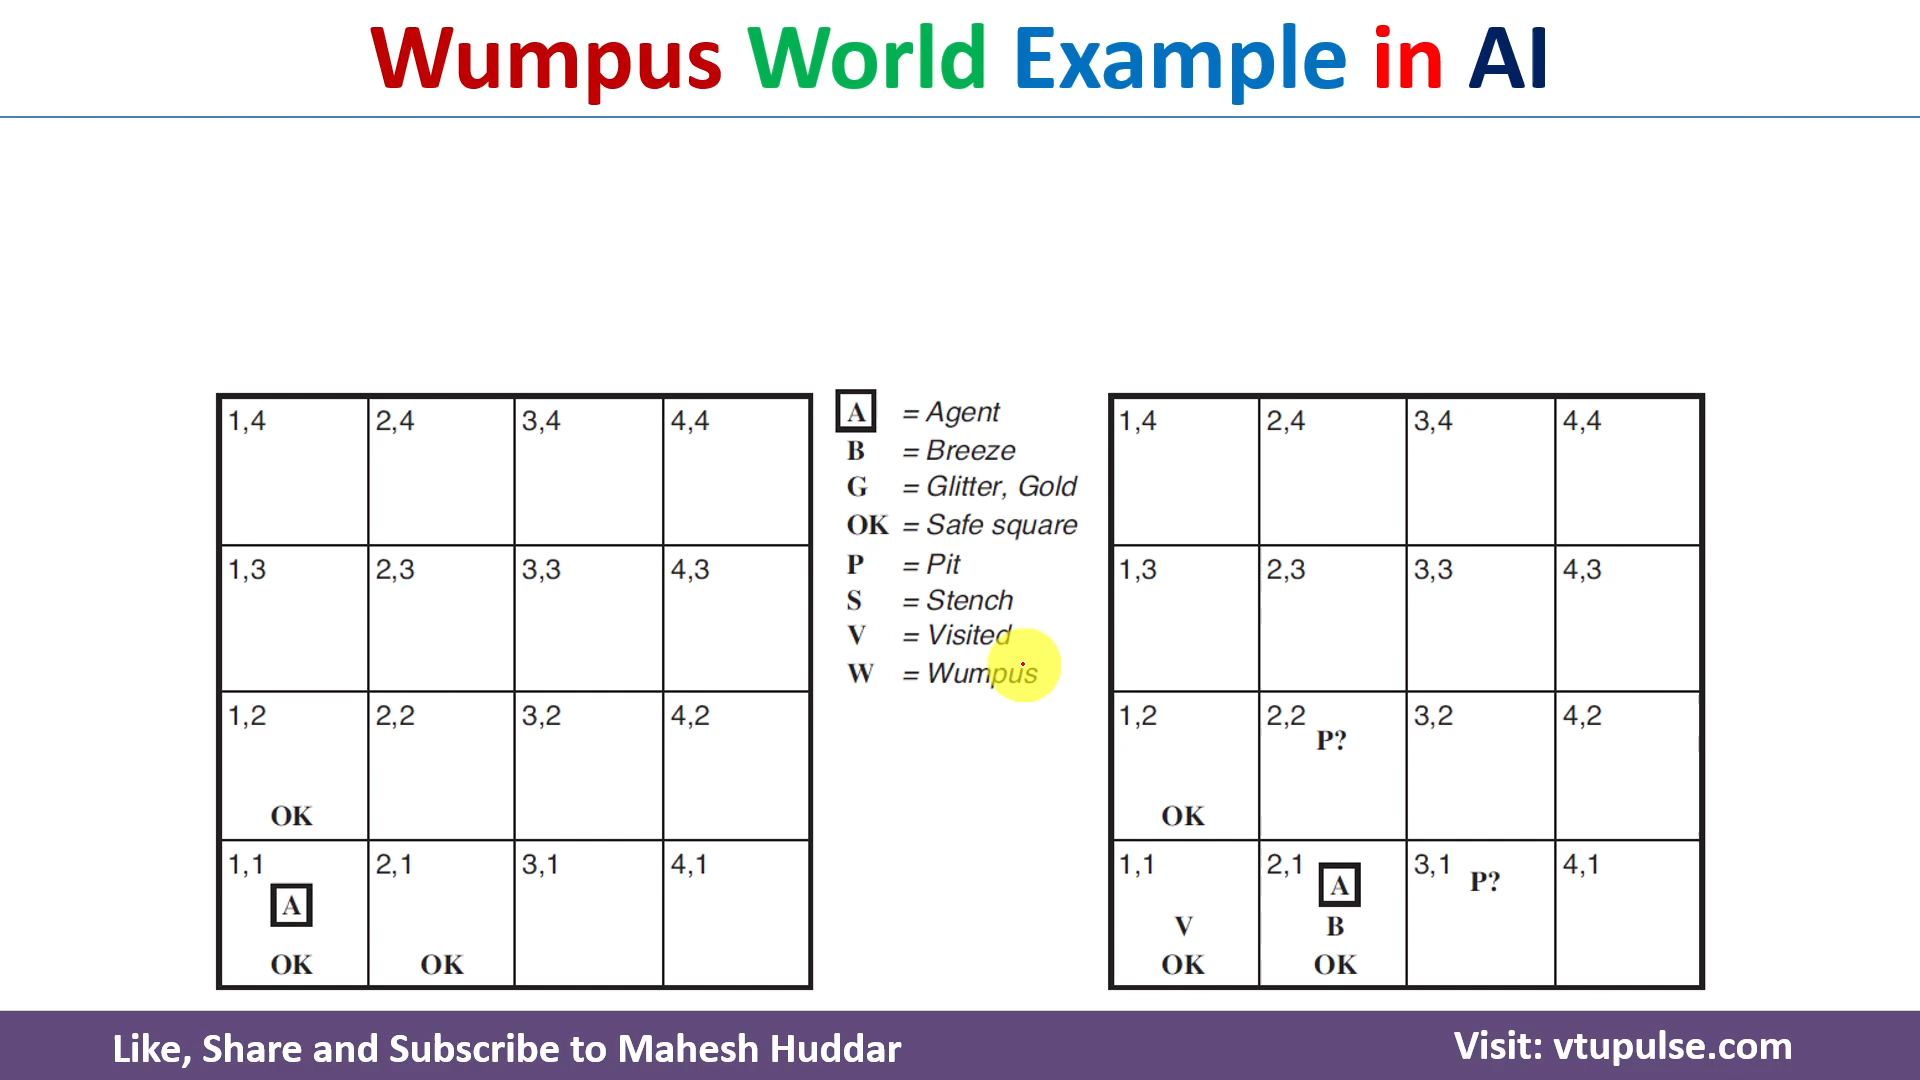 Wumpus World Example in AI
1,4 2,4 3,4 4,4
1,3 2,3 3,3 4,3
1,2 2,2 3,2 4,2
OK
1,1 2,1 3,1 4,1
A
OK OK
A = Agent
B = Breeze
G = Glitter, Gold
OK = Safe square
P = Pit
S = Stench
V = Visited
W = Wumpus
1,4 2,4 3,4 4,4
1,3 2,3 3,3 4,3
1,2 2,2 3,2 4,2
P?
OK
1,1 2,1 A 3,1 P? 4,1
V B
OK OK
Like, Share and Subscribe to Mahesh Huddar
Visit: vtupulse.com